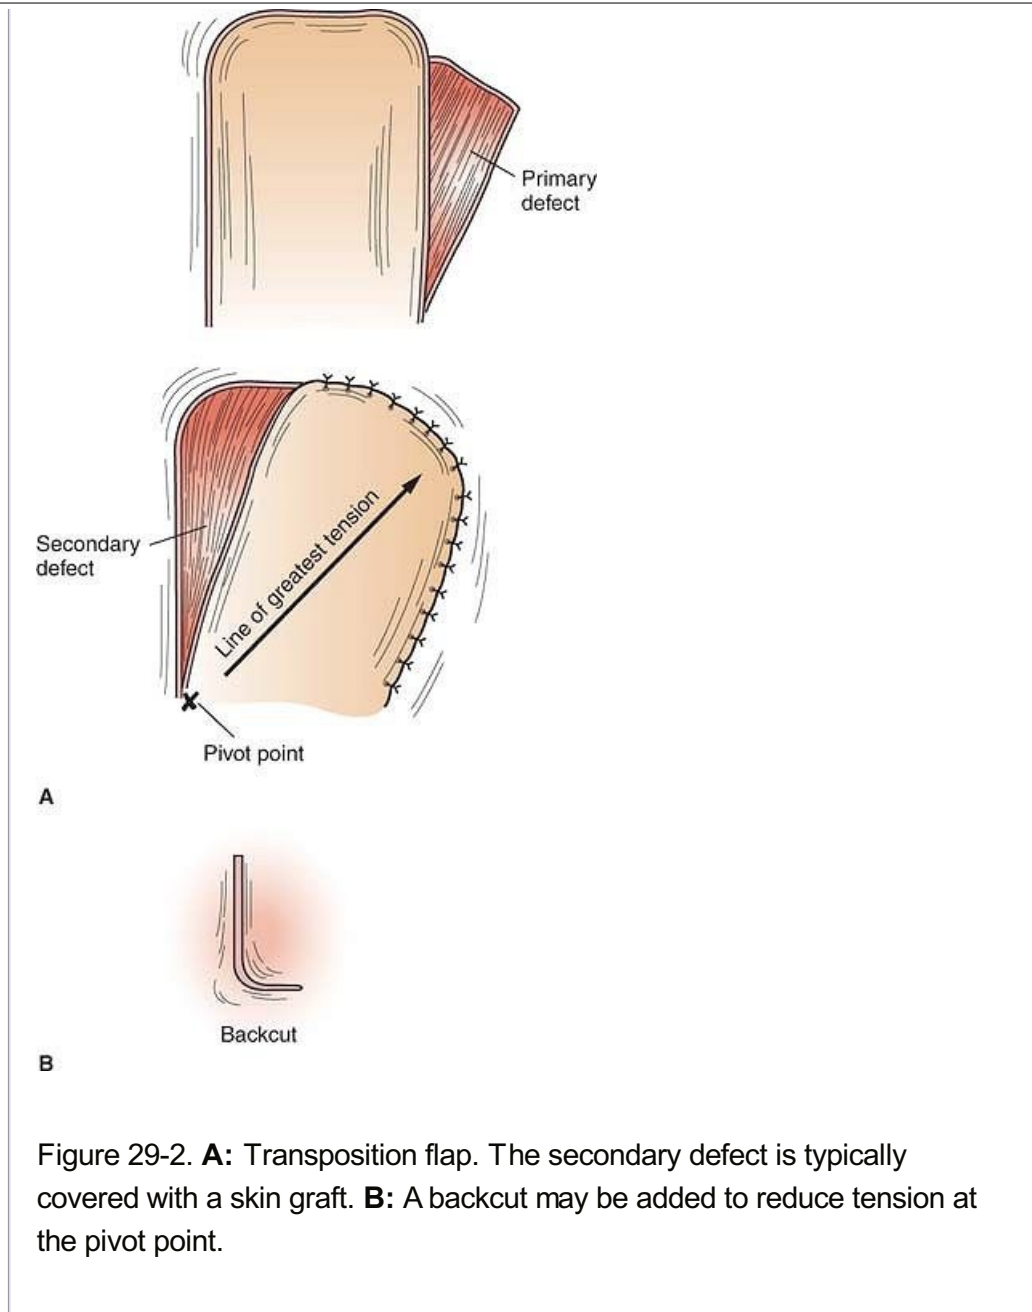 Primary
defect
Line of greatest tension
Secondary
defect
Pivot point
A
Backcut
B
Figure 29-2. A: Transposition flap. The secondary defect is typically
covered with a skin graft. B: A backcut may be added to reduce tension at
the pivot point.